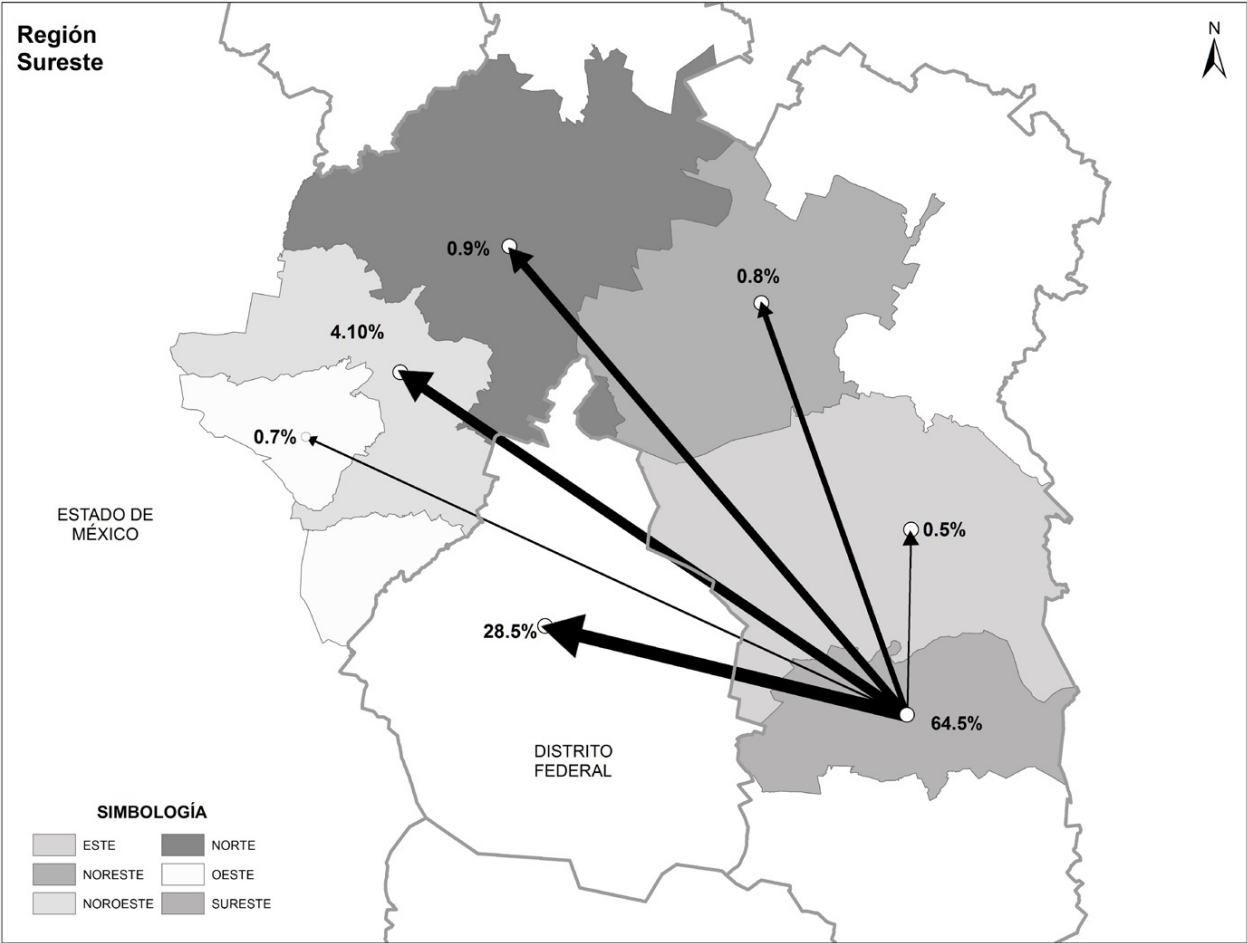 Región
Sureste
N
0.9%
0.8%
4.10%
0.7%
ESTADO DE
MÉXICO
0.5%
28.5%
64.5%
DISTRITO
FEDERAL
SIMBOLOGÍA
ESTE
NORTE
NORESTE
OESTE
NOROESTE
SURESTE